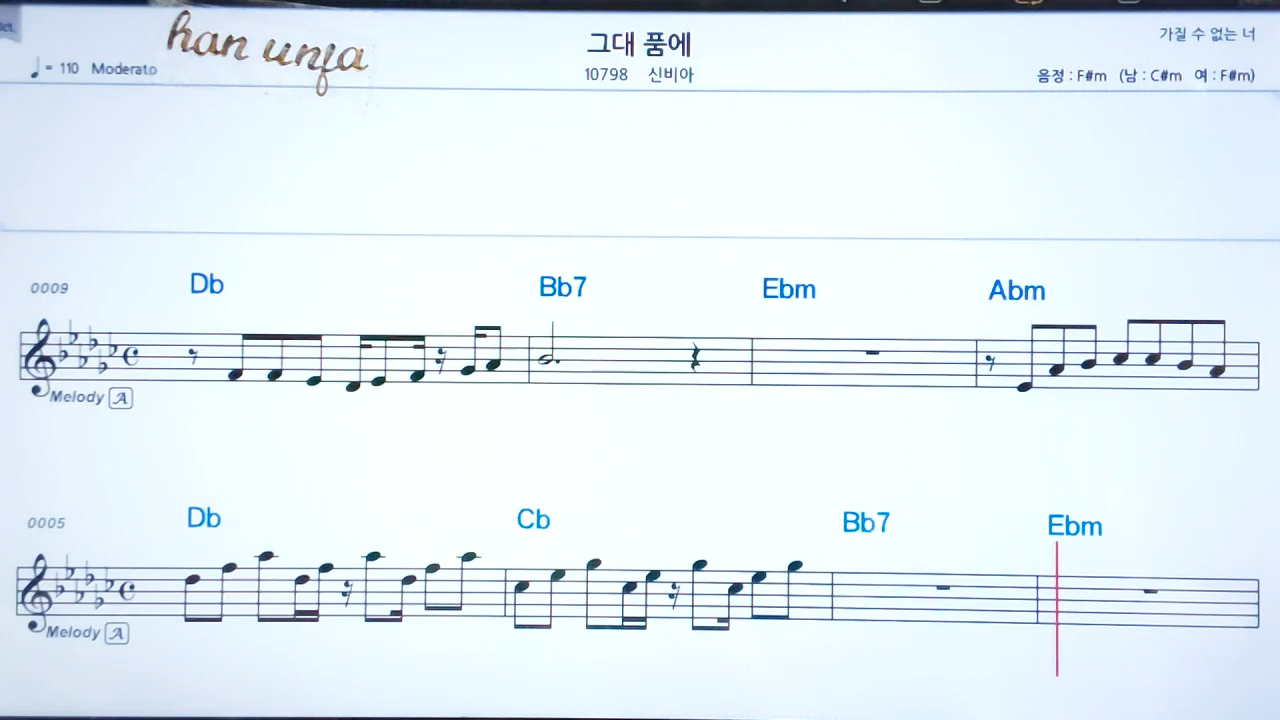 han unja
♩= 110 Moderato
그대 품에
10798 신비아
가질 수 없는 너
음정 : F#m (남 : C#m 여 : F#m)
0009
Db Bb7 Ebm Abm
Melody A
0005
Db Cb Bb7 Ebm
Melody A